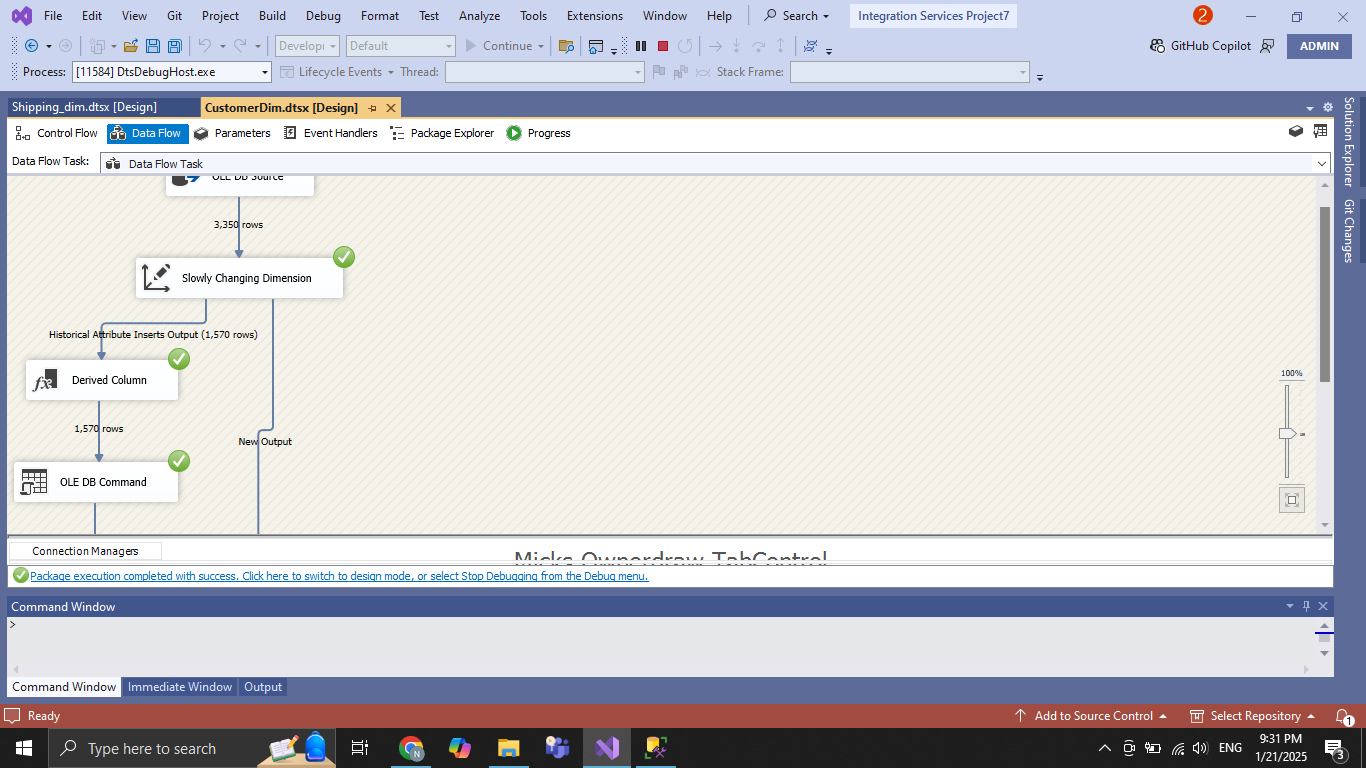 File Edit View Git Project Build Debug Format Test Analyze Tools Extensions Window Help Search Integration Services Project7 2
Develop Default Continue GitHub Copilot ADMIN
Process: [11584] DtsDebugHost.exe Lifecycle Events Thread: Stack Frame:
Shipping_dim.dtsx [Design] CustomerDim.dtsx [Design]
Control Flow Data Flow Parameters Event Handlers Package Explorer Progress
Data Flow Task: Data Flow Task
Solution Explorer
Git Changes
OLE DB Source
3,350 rows
Slowly Changing Dimension
Historical Attribute Inserts Output (1,570 rows)
Derived Column
1,570 rows
New Output
OLE DB Command
100%
Connection Managers
Micks Ownerdraw TabControl
Package execution completed with success. Click here to switch to design mode, or select Stop Debugging from the Debug menu.
Command Window
>
Command Window Immediate Window Output
Ready Add to Source Control Select Repository 1
Type here to search ENG 9:31 PM
1/21/2025 3